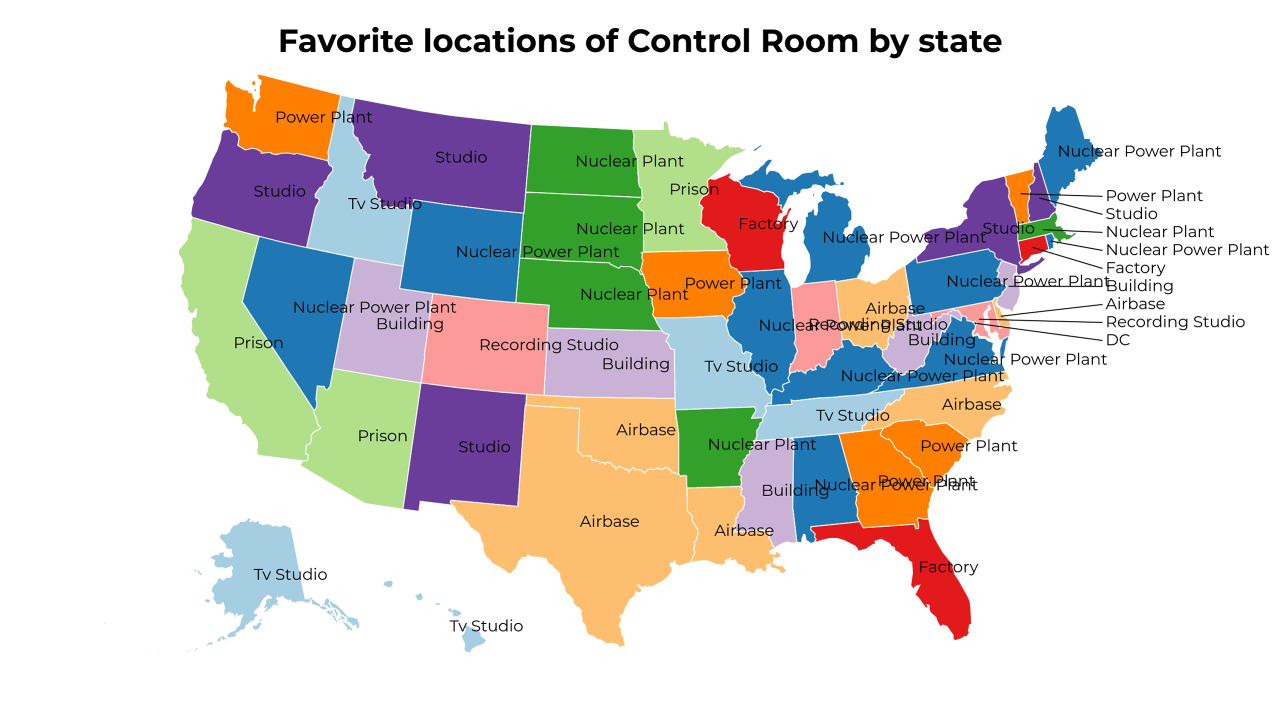 Favorite locations of Control Room by state
Power Plant
Nuclear Power Plant
Studio
Nuclear Plant
Prison
Studio
Power Plant
Tv Studio
Studio
Factory
Nuclear Plant
Studio
Nuclear Plant
Nuclear Power Plant
Nuclear Power Plant
Nuclear Power Plant
Factory
Nuclear Power Plant
Power Plant
Nuclear Power Plant
Building
Nuclear Plant
Airbase
Nuclear Power Plant
Airbase
Building
Nuclear Power Plant
Recording Studio
Recording Studio
Prison
Building
DC
Recording Studio
Nuclear Power Plant
Building
Tv Studio
Nuclear Power Plant
Airbase
Tv Studio
Prison
Airbase
Studio
Nuclear Plant
Power Plant
Power Plant
Nuclear Power Plant
Building
Airbase
Airbase
Factory
Tv Studio
Tv Studio